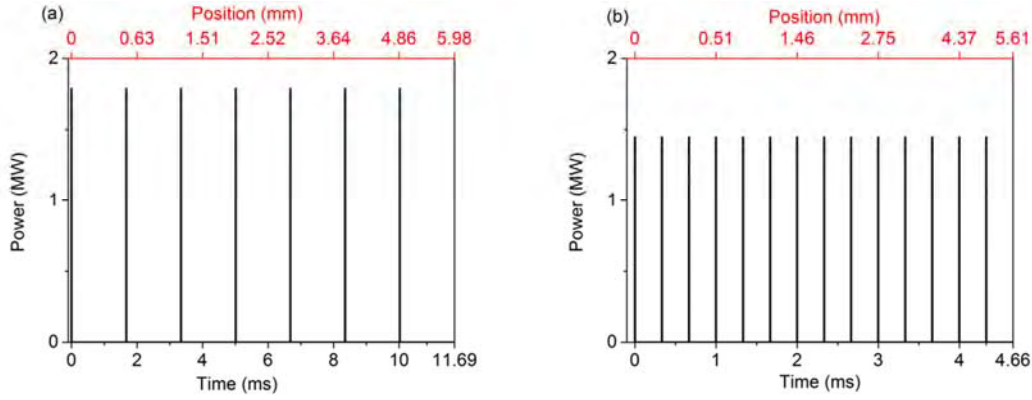 (a)
Position (mm)
0 0.63 1.51 2.52 3.64 4.86 5.98
2
1
0
Power (MW)
0 2 4 6 8 10 11.69
Time (ms)
(b)
Position (mm)
0 0.51 1.46 2.75 4.37 5.61
2
1
0
Power (MW)
0 1 2 3 4 4.66
Time (ms)